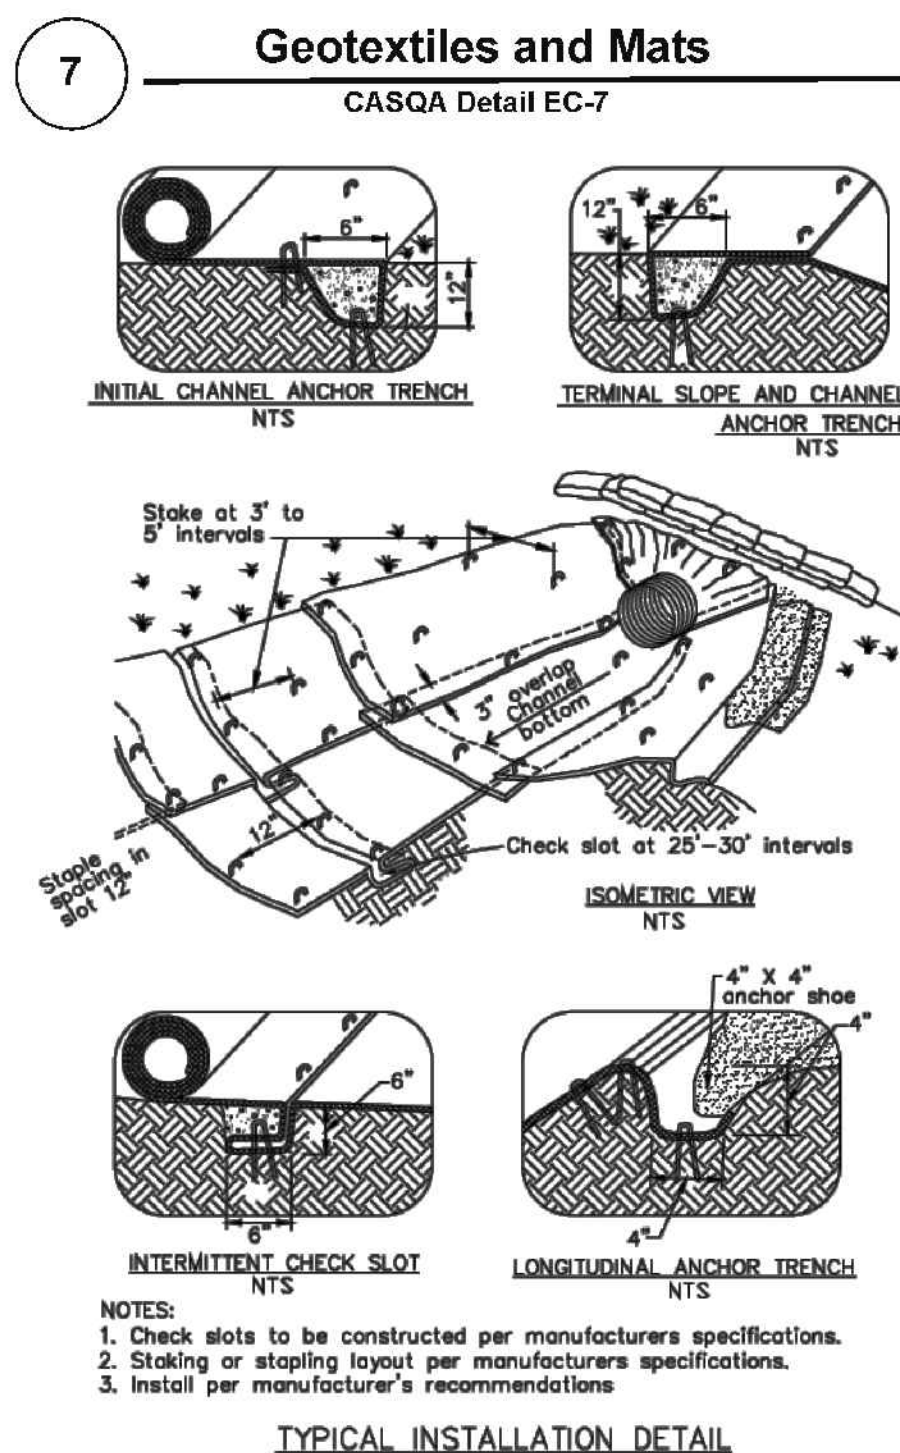 7
Geotextiles and Mats
CASQA Detail EC-7
6"
12"
INITIAL CHANNEL ANCHOR TRENCH
NTS
12"
6"
TERMINAL SLOPE AND CHANNEL
ANCHOR TRENCH
NTS
Stake at 3' to
5' intervals
3" overlap
Channel
bottom
12"
Staple
spacing in
slot 12"
Check slot at 25'-30' intervals
ISOMETRIC VIEW
NTS
6"
6"
INTERMITTENT CHECK SLOT
NTS
4" X 4"
anchor shoe
4"
4"
LONGITUDINAL ANCHOR TRENCH
NTS
NOTES:
1. Check slots to be constructed per manufacturers specifications.
2. Staking or stapling layout per manufacturers specifications.
3. Install per manufacturer's recommendations
TYPICAL INSTALLATION DETAIL